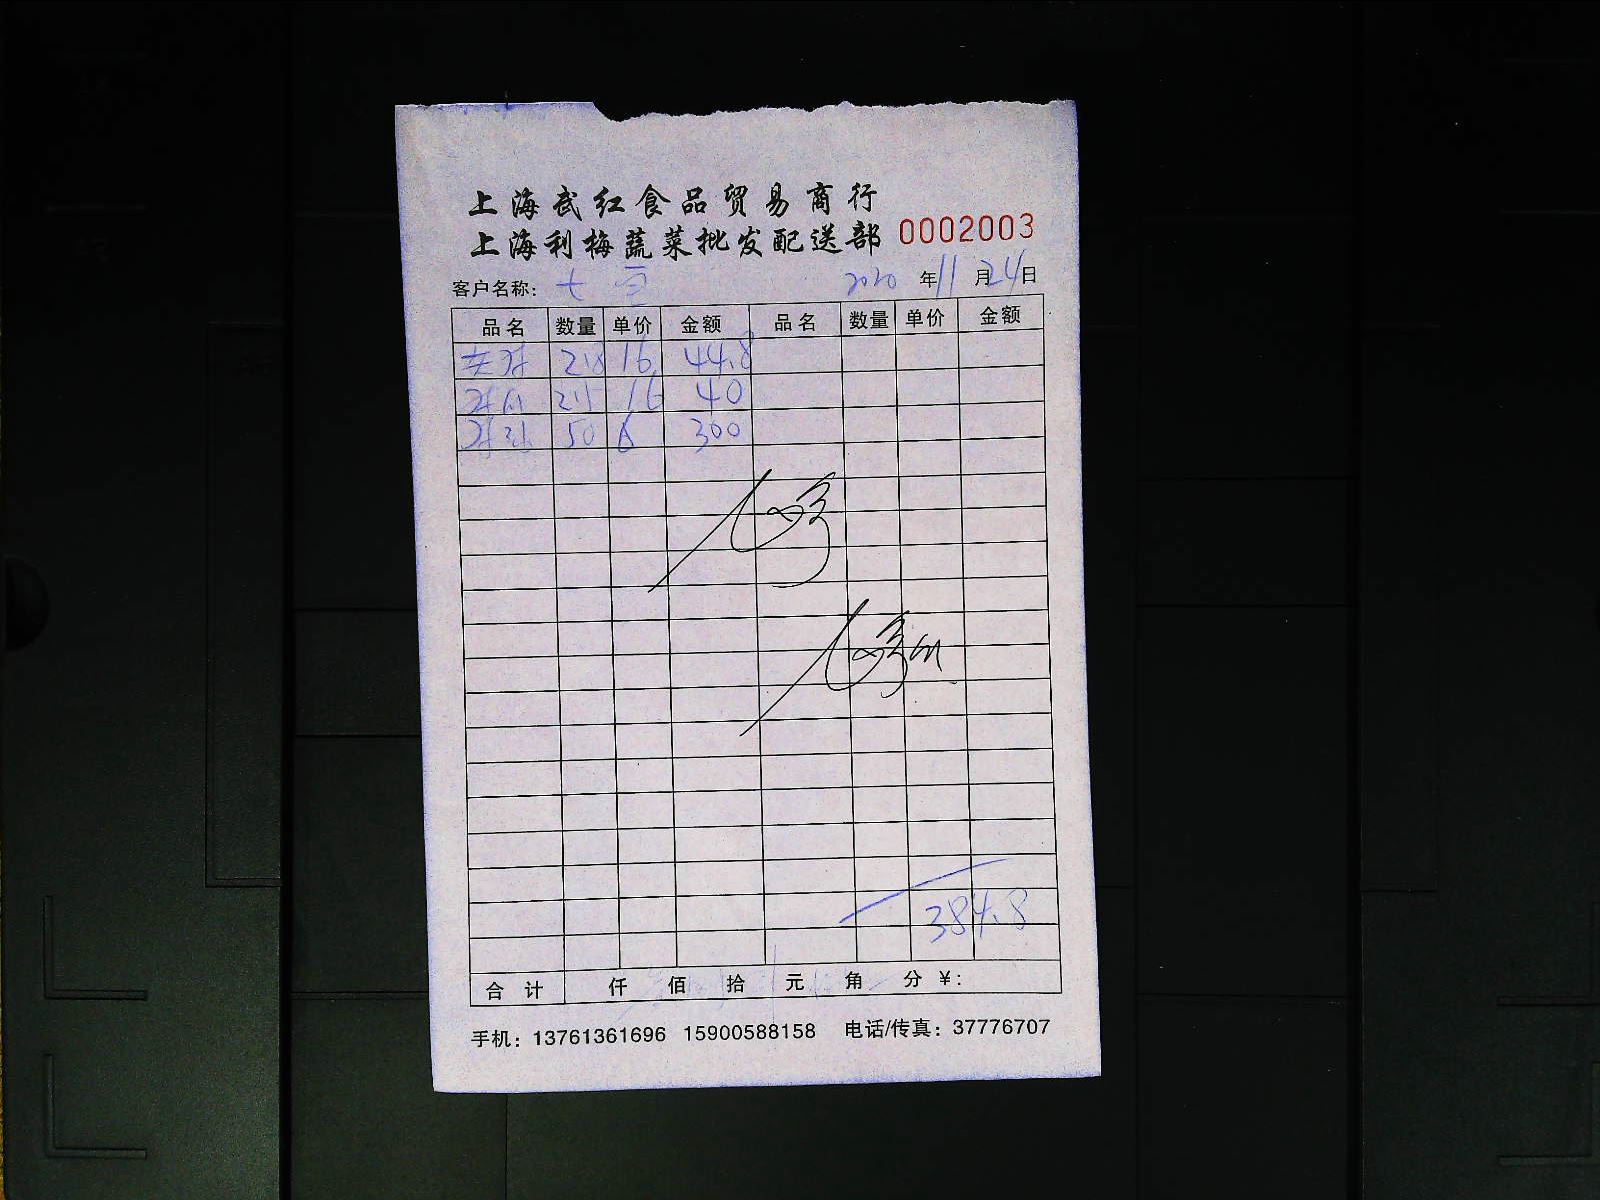 上海武红食品贸易商行
上海利梅蔬菜批发配送部 0002003
客户名称： 2020 年 11 月 24 日
品名 数量 单价 金额 品名 数量 单价 金额
2.8 16 44.8
2.5 16 40
50 6 300
384.8
合计 仟 佰 拾 元 角 分 ¥:
手机：13761361696 15900588158 电话/传真：37776707